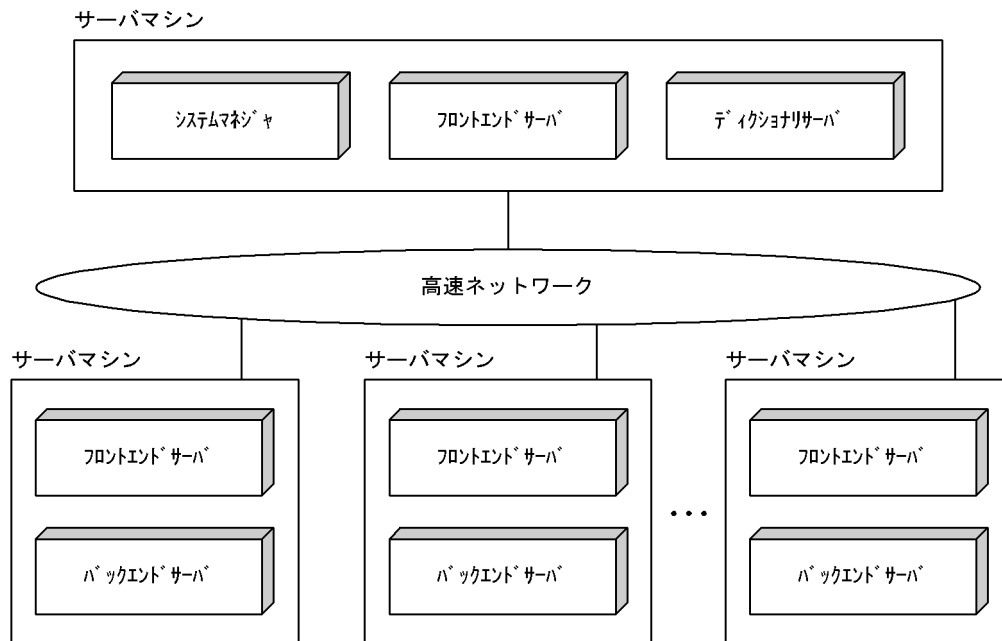 サーバマシン
ｼｽﾃﾑﾏﾈｼﾞｬ
ﾌﾛﾝﾄｴﾝﾄﾞｻｰﾊﾞ
ﾃﾞｨｸｼｮﾅﾘｻｰﾊﾞ
高速ネットワーク
サーバマシン
サーバマシン
サーバマシン
ﾌﾛﾝﾄｴﾝﾄﾞｻｰﾊﾞ
ﾌﾛﾝﾄｴﾝﾄﾞｻｰﾊﾞ
ﾌﾛﾝﾄｴﾝﾄﾞｻｰﾊﾞ
…
ﾊﾞｯｸｴﾝﾄﾞｻｰﾊﾞ
ﾊﾞｯｸｴﾝﾄﾞｻｰﾊﾞ
ﾊﾞｯｸｴﾝﾄﾞｻｰﾊﾞ